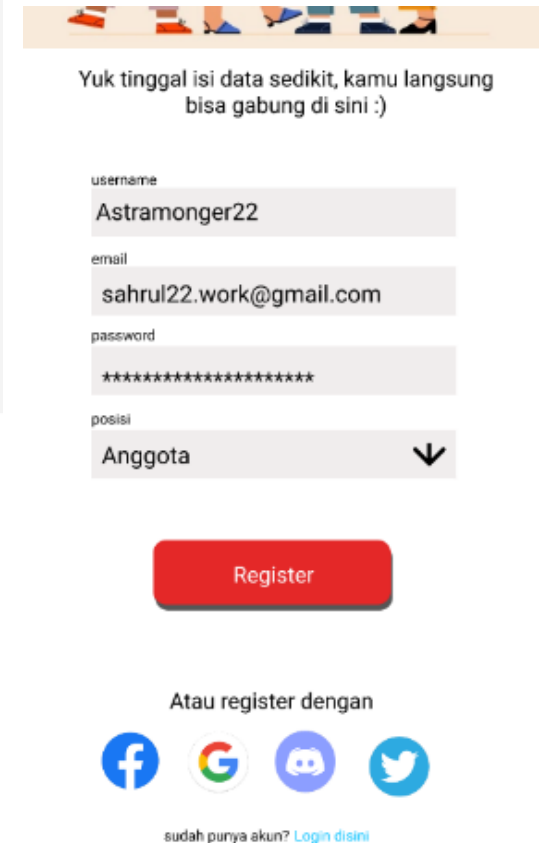 Yuk tinggal isi data sedikit, kamu langsung
bisa gabung di sini :)
username
Astramonger22
email
sahrul22.work@gmail.com
password
*********************
posisi
Anggota
Register
Atau register dengan
sudah punya akun? Login disini